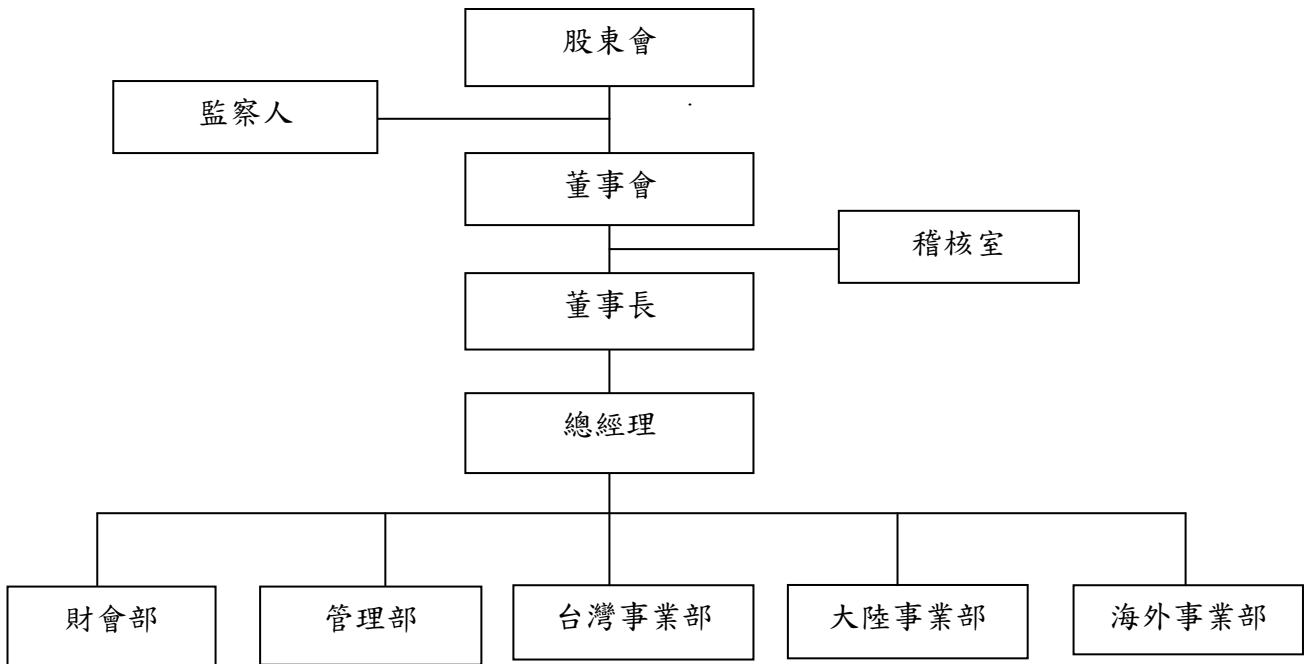 股東會
監察人
董事會
稽核室
董事長
總經理
財會部
管理部
台灣事業部
大陸事業部
海外事業部